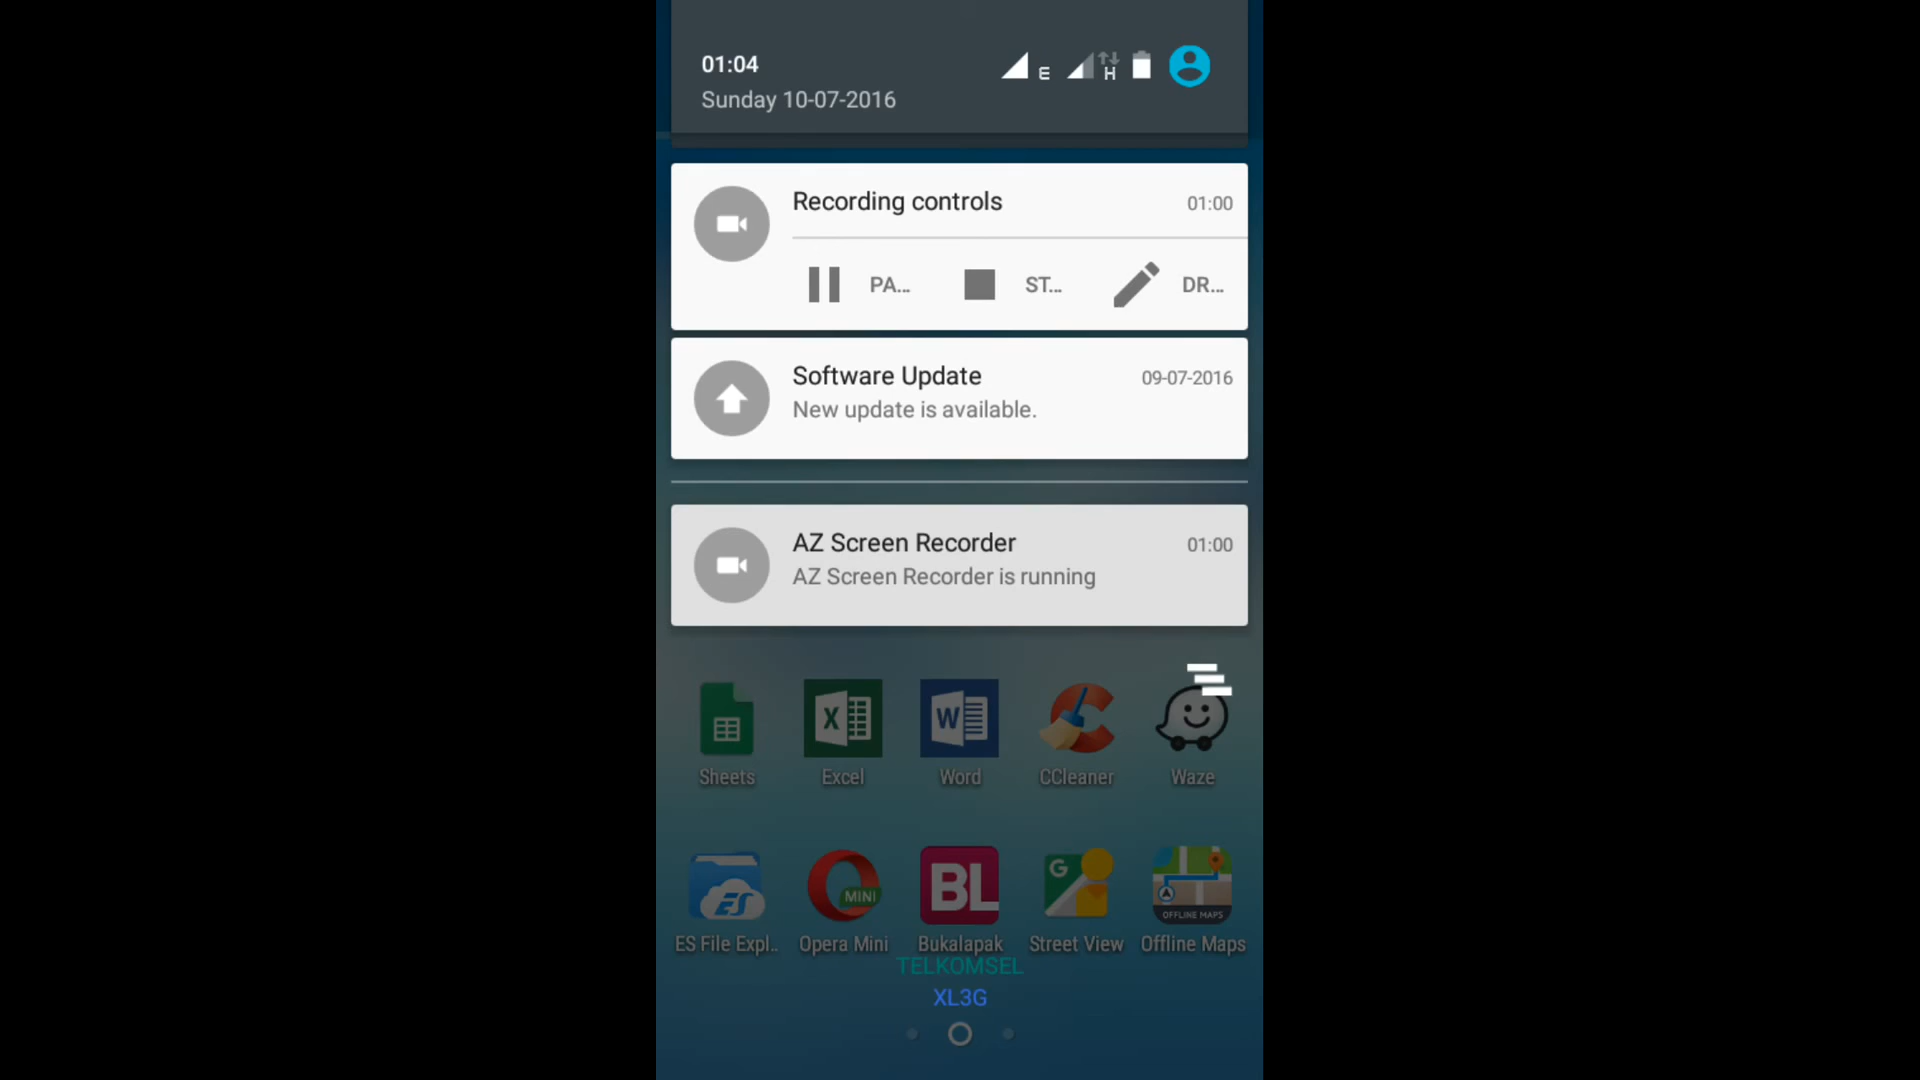 01:04
E
H
Sunday 10-07-2016
Recording controls
01:00
PA...
ST...
DR...
Software Update
09-07-2016
New update is available.
AZ Screen Recorder
01:00
AZ Screen Recorder is running
X
W
Sheets
Excel
Word
CCleaner
Waze
ES
MINI
BL
G
OFFLINE MAPS
ES File Expl..
Opera Mini
Bukalapak
Street View
Offline Maps
TELKOMSEL
XL3G